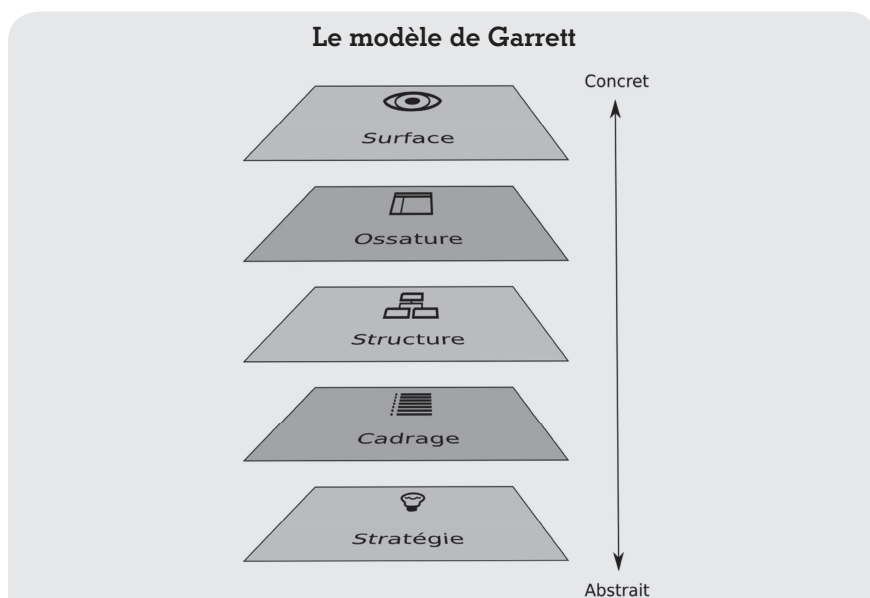 Le modèle de Garrett
Concret
Surface
Ossature
Structure
Cadrage
Stratégie
Abstrait